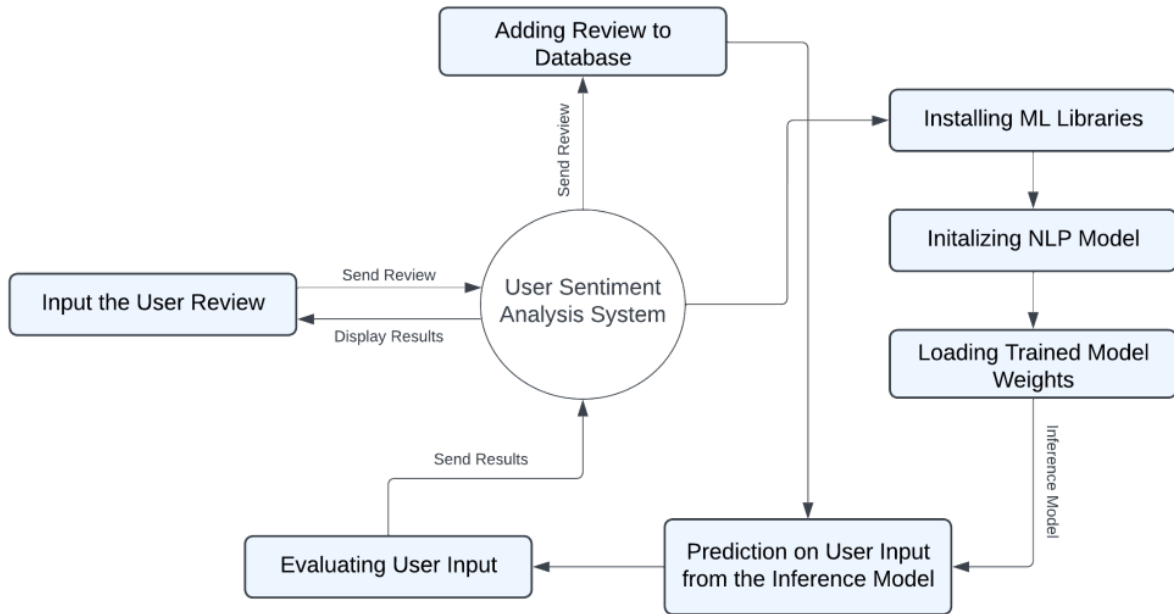 Adding Review to
Database
Installing ML Libraries
Send Review
Initalizing NLP Model
Send Review
Input the User Review
User Sentiment
Analysis System
Display Results
Loading Trained Model
Weights
Inference Model
Send Results
Evaluating User Input
Prediction on User Input
from the Inference Model